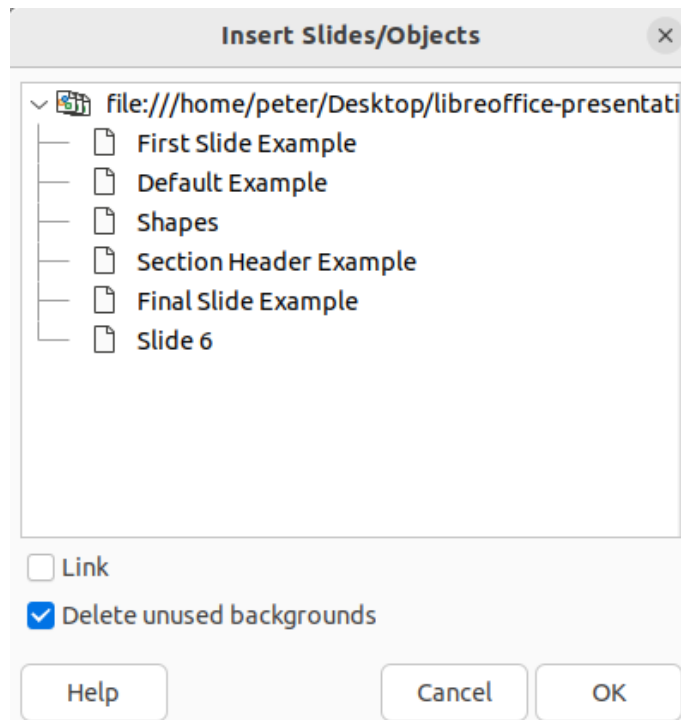 Insert Slides/Objects
file:///home/peter/Desktop/libreoffice-presentati
First Slide Example
Default Example
Shapes
Section Header Example
Final Slide Example
Slide 6
Link
Delete unused backgrounds
Help Cancel OK